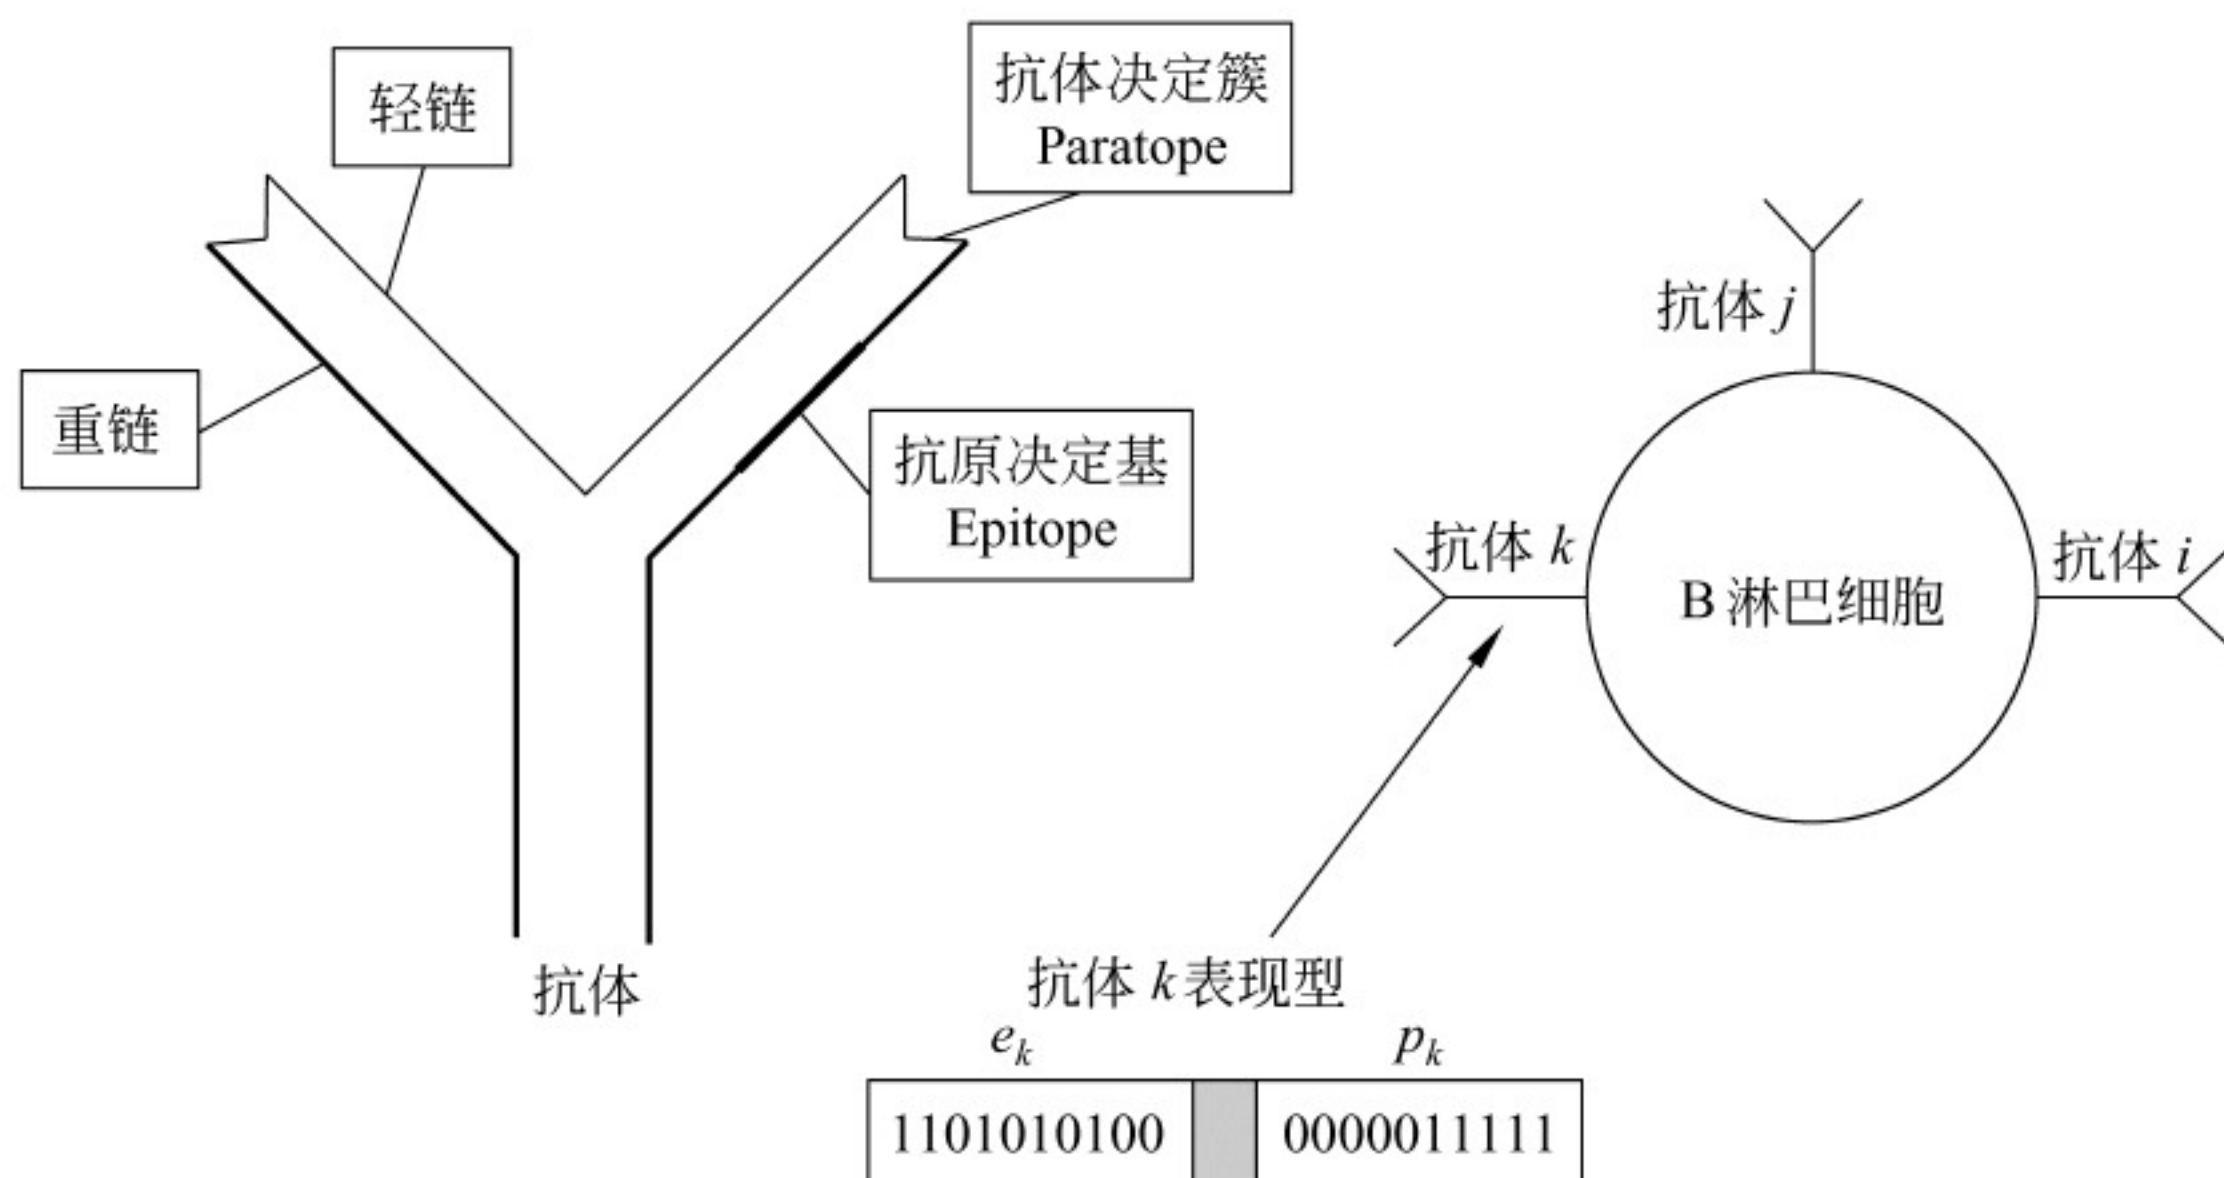 轻链
抗体决定簇
Paratope
重链
抗原决定基
Epitope
抗体
抗体 j
抗体 k
B 淋巴细胞
抗体 i
抗体 k 表现型
e_k
p_k
1101010100
0000011111